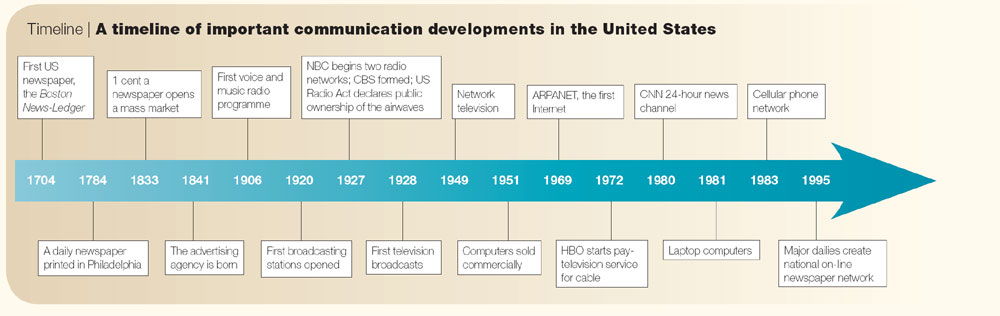 Timeline | A timeline of important communication developments in the United States
First US
newspaper,
the Boston
News-Ledger
1 cent a
newspaper opens
a mass market
First voice and
music radio
programme
NBC begins two radio
networks; CBS formed; US
Radio Act declares public
ownership of the airwaves
Network
television
ARPANET, the first
Internet
CNN 24-hour news
channel
Cellular phone
network
1704 1784 1833 1841 1906 1920 1927 1928 1949 1951 1969 1972 1980 1981 1983 1995
A daily newspaper
printed in Philadelphia
The advertising
agency is born
First broadcasting
stations opened
First television
broadcasts
Computers sold
commercially
HBO starts pay-
television service
for cable
Laptop computers
Major dailies create
national on-line
newspaper network